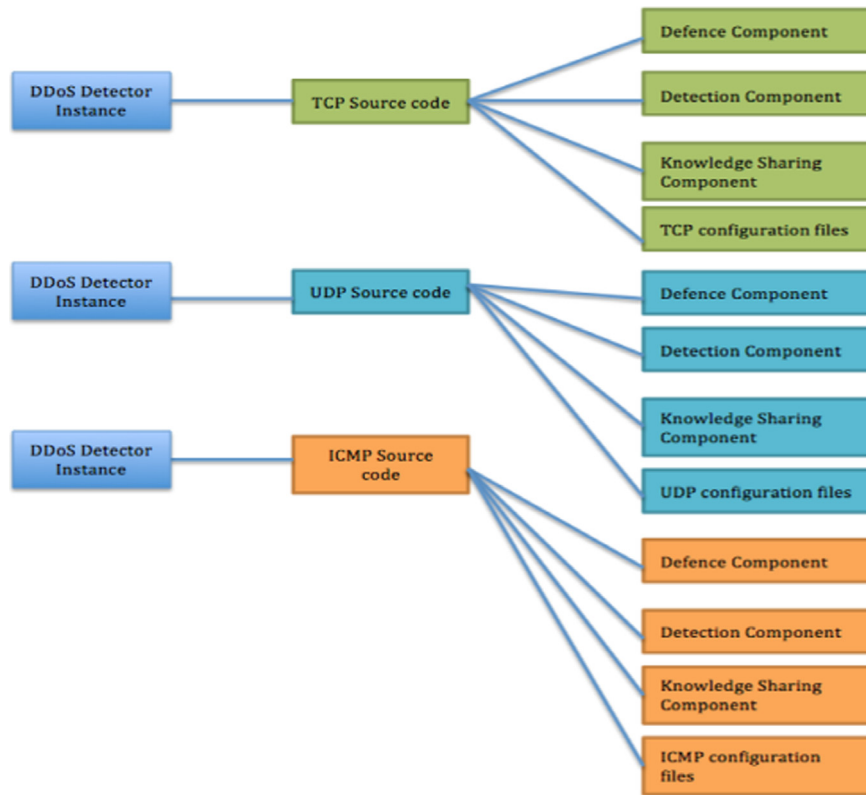 DDoS Detector
Instance
TCP Source code
Defence Component
Detection Component
Knowledge Sharing
Component
TCP configuration files
DDoS Detector
Instance
UDP Source code
Defence Component
Detection Component
Knowledge Sharing
Component
UDP configuration files
DDoS Detector
Instance
ICMP Source
code
Defence Component
Detection Component
Knowledge Sharing
Component
ICMP configuration
files